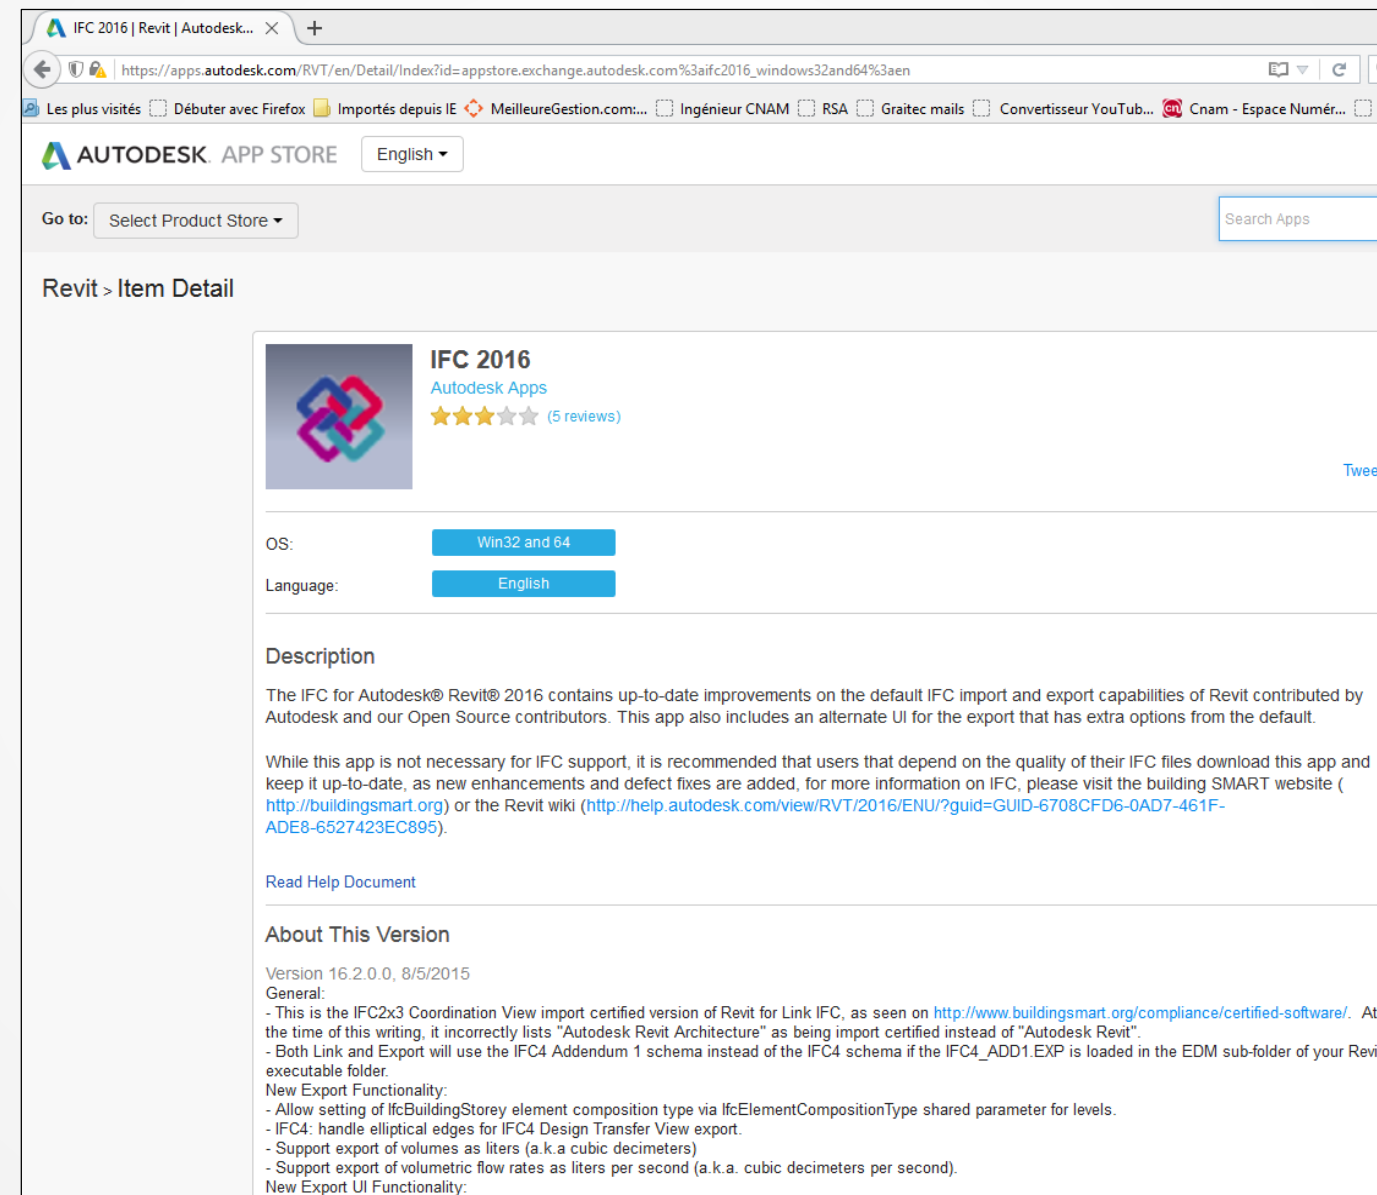 IFC 2016 | Revit | Autodesk...
https://apps.autodesk.com/RVT/en/Detail/Index?id=appstore.exchange.autodesk.com%3aifc2016_windows32and64%3aen
Les plus visités Débuter avec Firefox Importés depuis IE MeilleureGestion.com:... Ingénieur CNAM RSA Graitec mails Convertisseur YouTub... Cnam - Espace Numér...
AUTODESK. APP STORE English
Go to: Select Product Store Search Apps
Revit > Item Detail
IFC 2016
Autodesk Apps
(5 reviews)
Twee
OS: Win32 and 64
Language: English
Description
The IFC for Autodesk® Revit® 2016 contains up-to-date improvements on the default IFC import and export capabilities of Revit contributed by
Autodesk and our Open Source contributors. This app also includes an alternate UI for the export that has extra options from the default.
While this app is not necessary for IFC support, it is recommended that users that depend on the quality of their IFC files download this app and
keep it up-to-date, as new enhancements and defect fixes are added, for more information on IFC, please visit the building SMART website (
http://buildingsmart.org) or the Revit wiki (http://help.autodesk.com/view/RVT/2016/ENU/?guid=GUID-6708CFD6-0AD7-461F-
ADE8-6527423EC895).
Read Help Document
About This Version
Version 16.2.0.0, 8/5/2015
General:
- This is the IFC2x3 Coordination View import certified version of Revit for Link IFC, as seen on http://www.buildingsmart.org/compliance/certified-software/. At
the time of this writing, it incorrectly lists "Autodesk Revit Architecture" as being import certified instead of "Autodesk Revit".
- Both Link and Export will use the IFC4 Addendum 1 schema instead of the IFC4 schema if the IFC4_ADD1.EXP is loaded in the EDM sub-folder of your Revi
executable folder.
New Export Functionality:
- Allow setting of IfcBuildingStorey element composition type via IfcElementCompositionType shared parameter for levels.
- IFC4: handle elliptical edges for IFC4 Design Transfer View export.
- Support export of volumes as liters (a.k.a cubic decimeters)
- Support export of volumetric flow rates as liters per second (a.k.a. cubic decimeters per second).
New Export UI Functionality: